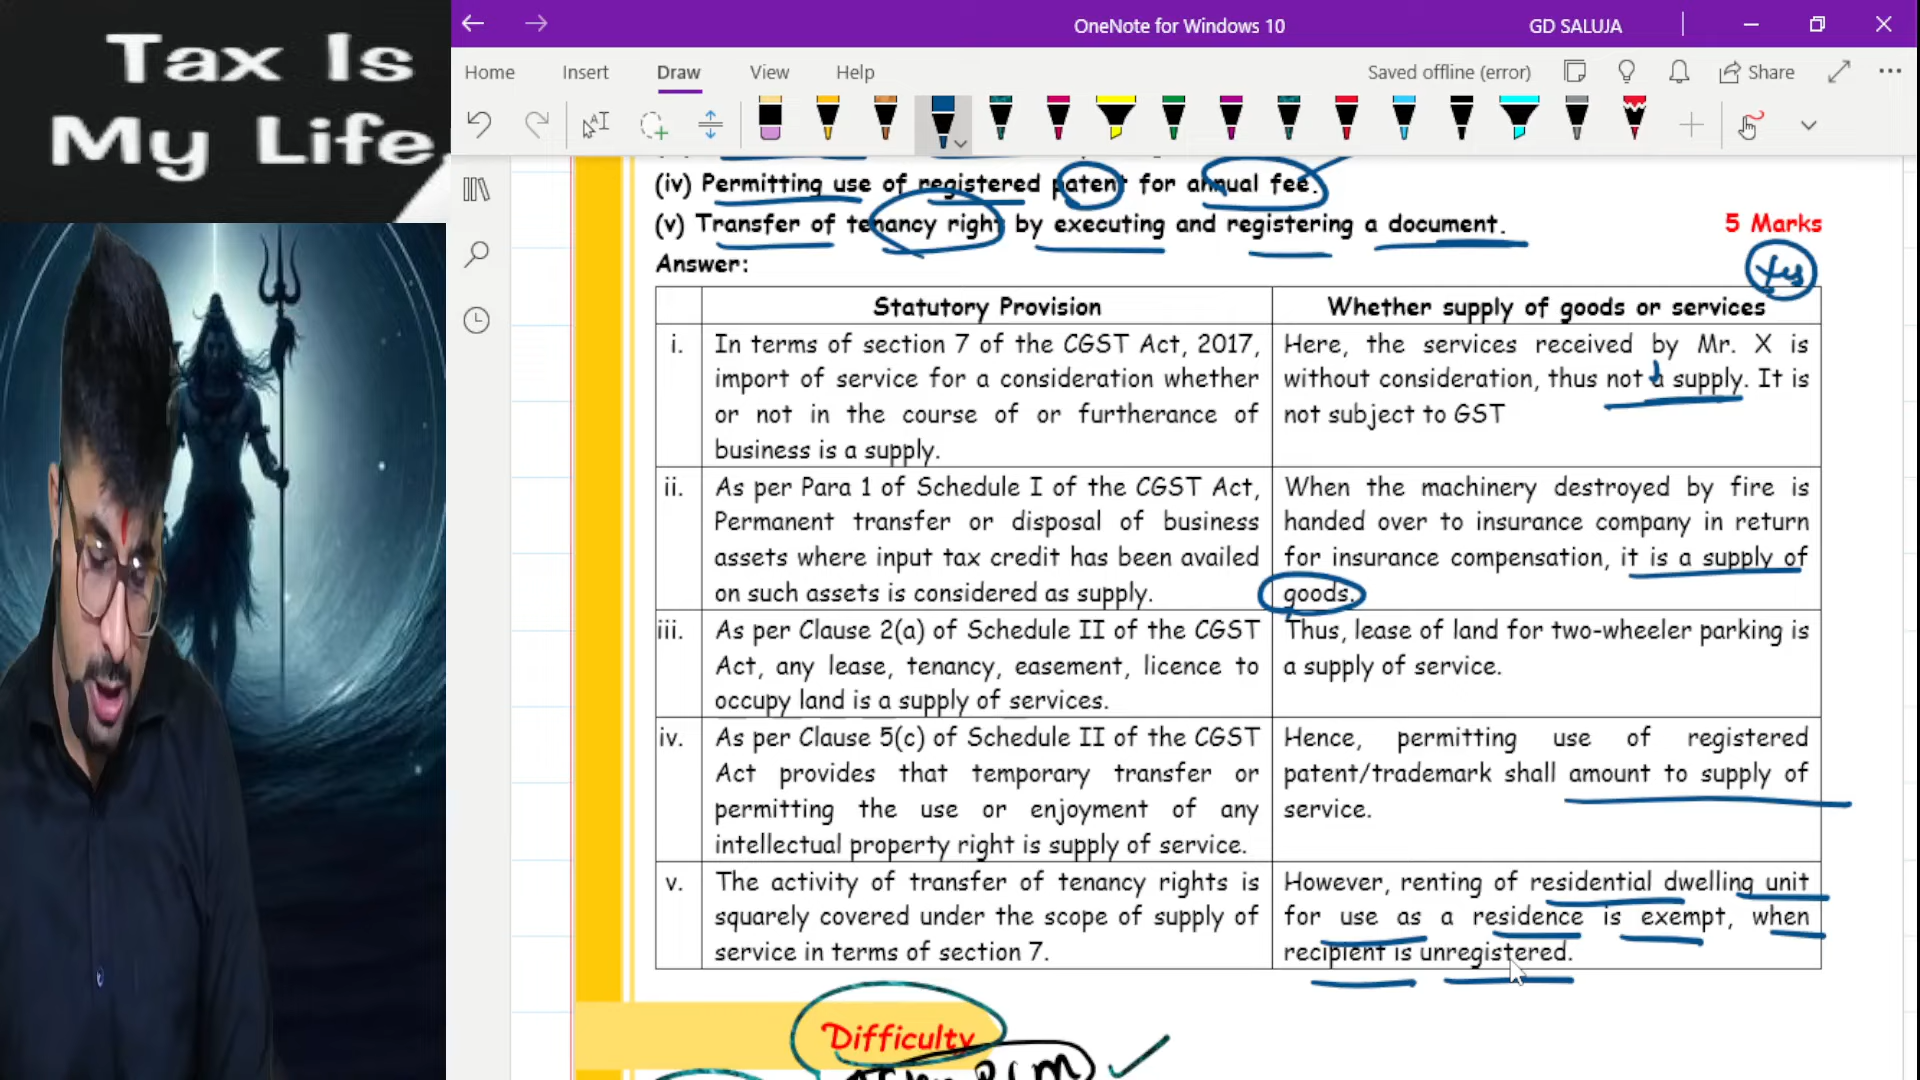 Tax Is
My Life,
OneNote for Windows 10
GD SALUJA
Home Insert Draw View Help
Saved offline (error)
Share
(iv) Permitting use of registered patent for annual fee.
(v) Transfer of tenancy right by executing and registering a document.
5 Marks
Yes
Answer:
Statutory Provision
Whether supply of goods or services
i.
In terms of section 7 of the CGST Act, 2017,
import of service for a consideration whether
or not in the course of or furtherance of
business is a supply.
Here, the services received by Mr. X is
without consideration, thus not a supply. It is
not subject to GST
ii.
As per Para 1 of Schedule I of the CGST Act,
Permanent transfer or disposal of business
assets where input tax credit has been availed
on such assets is considered as supply.
When the machinery destroyed by fire is
handed over to insurance company in return
for insurance compensation, it is a supply of
goods.
iii.
As per Clause 2(a) of Schedule II of the CGST
Act, any lease, tenancy, easement, licence to
occupy land is a supply of services.
Thus, lease of land for two-wheeler parking is
a supply of service.
iv.
As per Clause 5(c) of Schedule II of the CGST
Act provides that temporary transfer or
permitting the use or enjoyment of any
intellectual property right is supply of service.
Hence, permitting use of registered
patent/trademark shall amount to supply of
service.
v.
The activity of transfer of tenancy rights is
squarely covered under the scope of supply of
service in terms of section 7.
However, renting of residential dwelling unit
for use as a residence is exempt, when
recipient is unregistered.
Difficulty